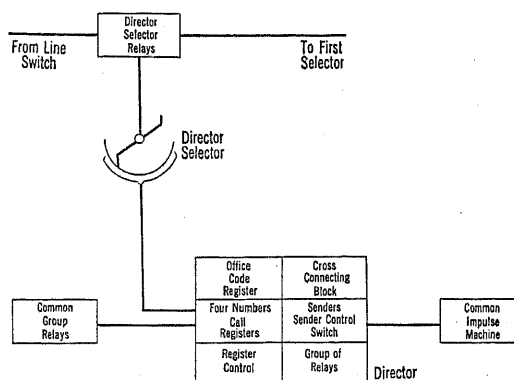 Director
Selector
Relays
From Line
Switch
To First
Selector
Director
Selector
Office
Code
Register
Cross
Connecting
Block
Common
Group
Relays
Four Numbers
Call
Registers
Senders
Sender Control
Switch
Common
Impulse
Machine
Register
Control
Group of
Relays
Director